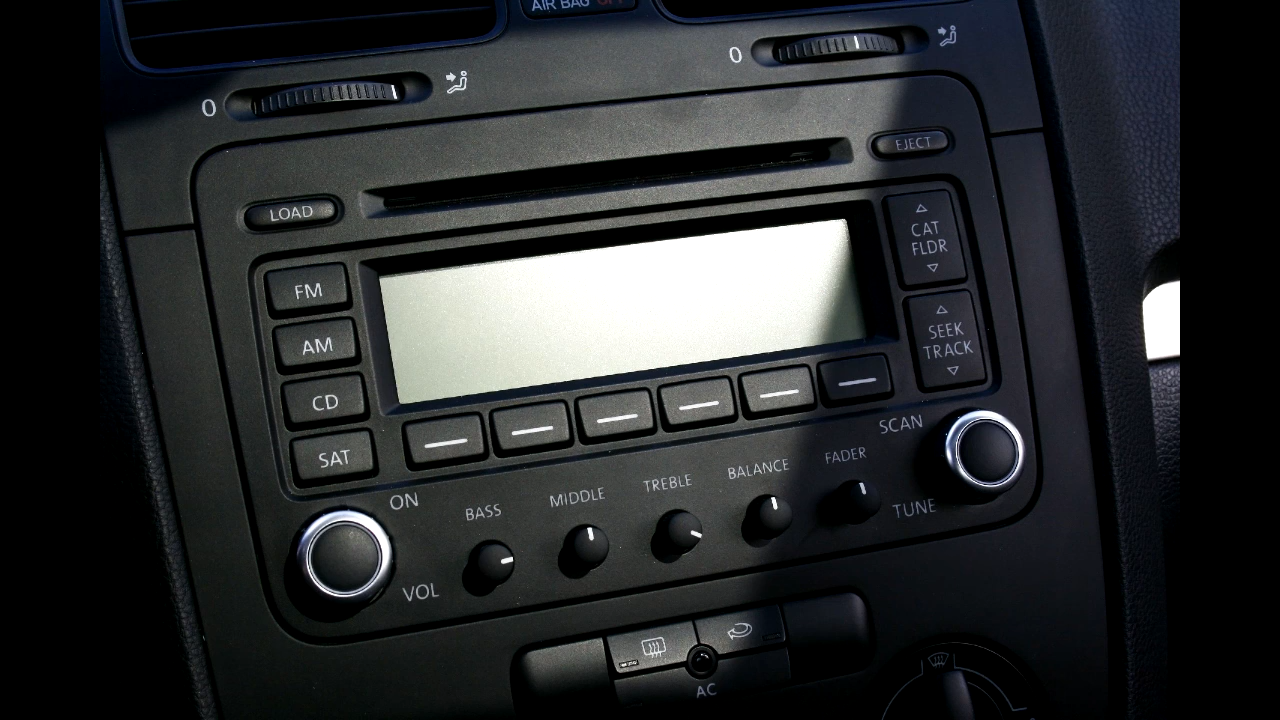 AIR BAG OFF
0
0
EJECT
LOAD
CAT
FLDR
FM
AM
SEEK
TRACK
CD
SAT
SCAN
ON
BASS
MIDDLE
TREBLE
BALANCE
FADER
TUNE
VOL
AC